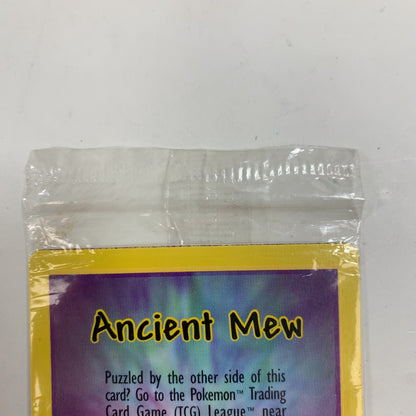 Ancient Mew
Puzzled by the other side of this
card? Go to the Pokemon™ Trading
Card Game (TCG) League™ near